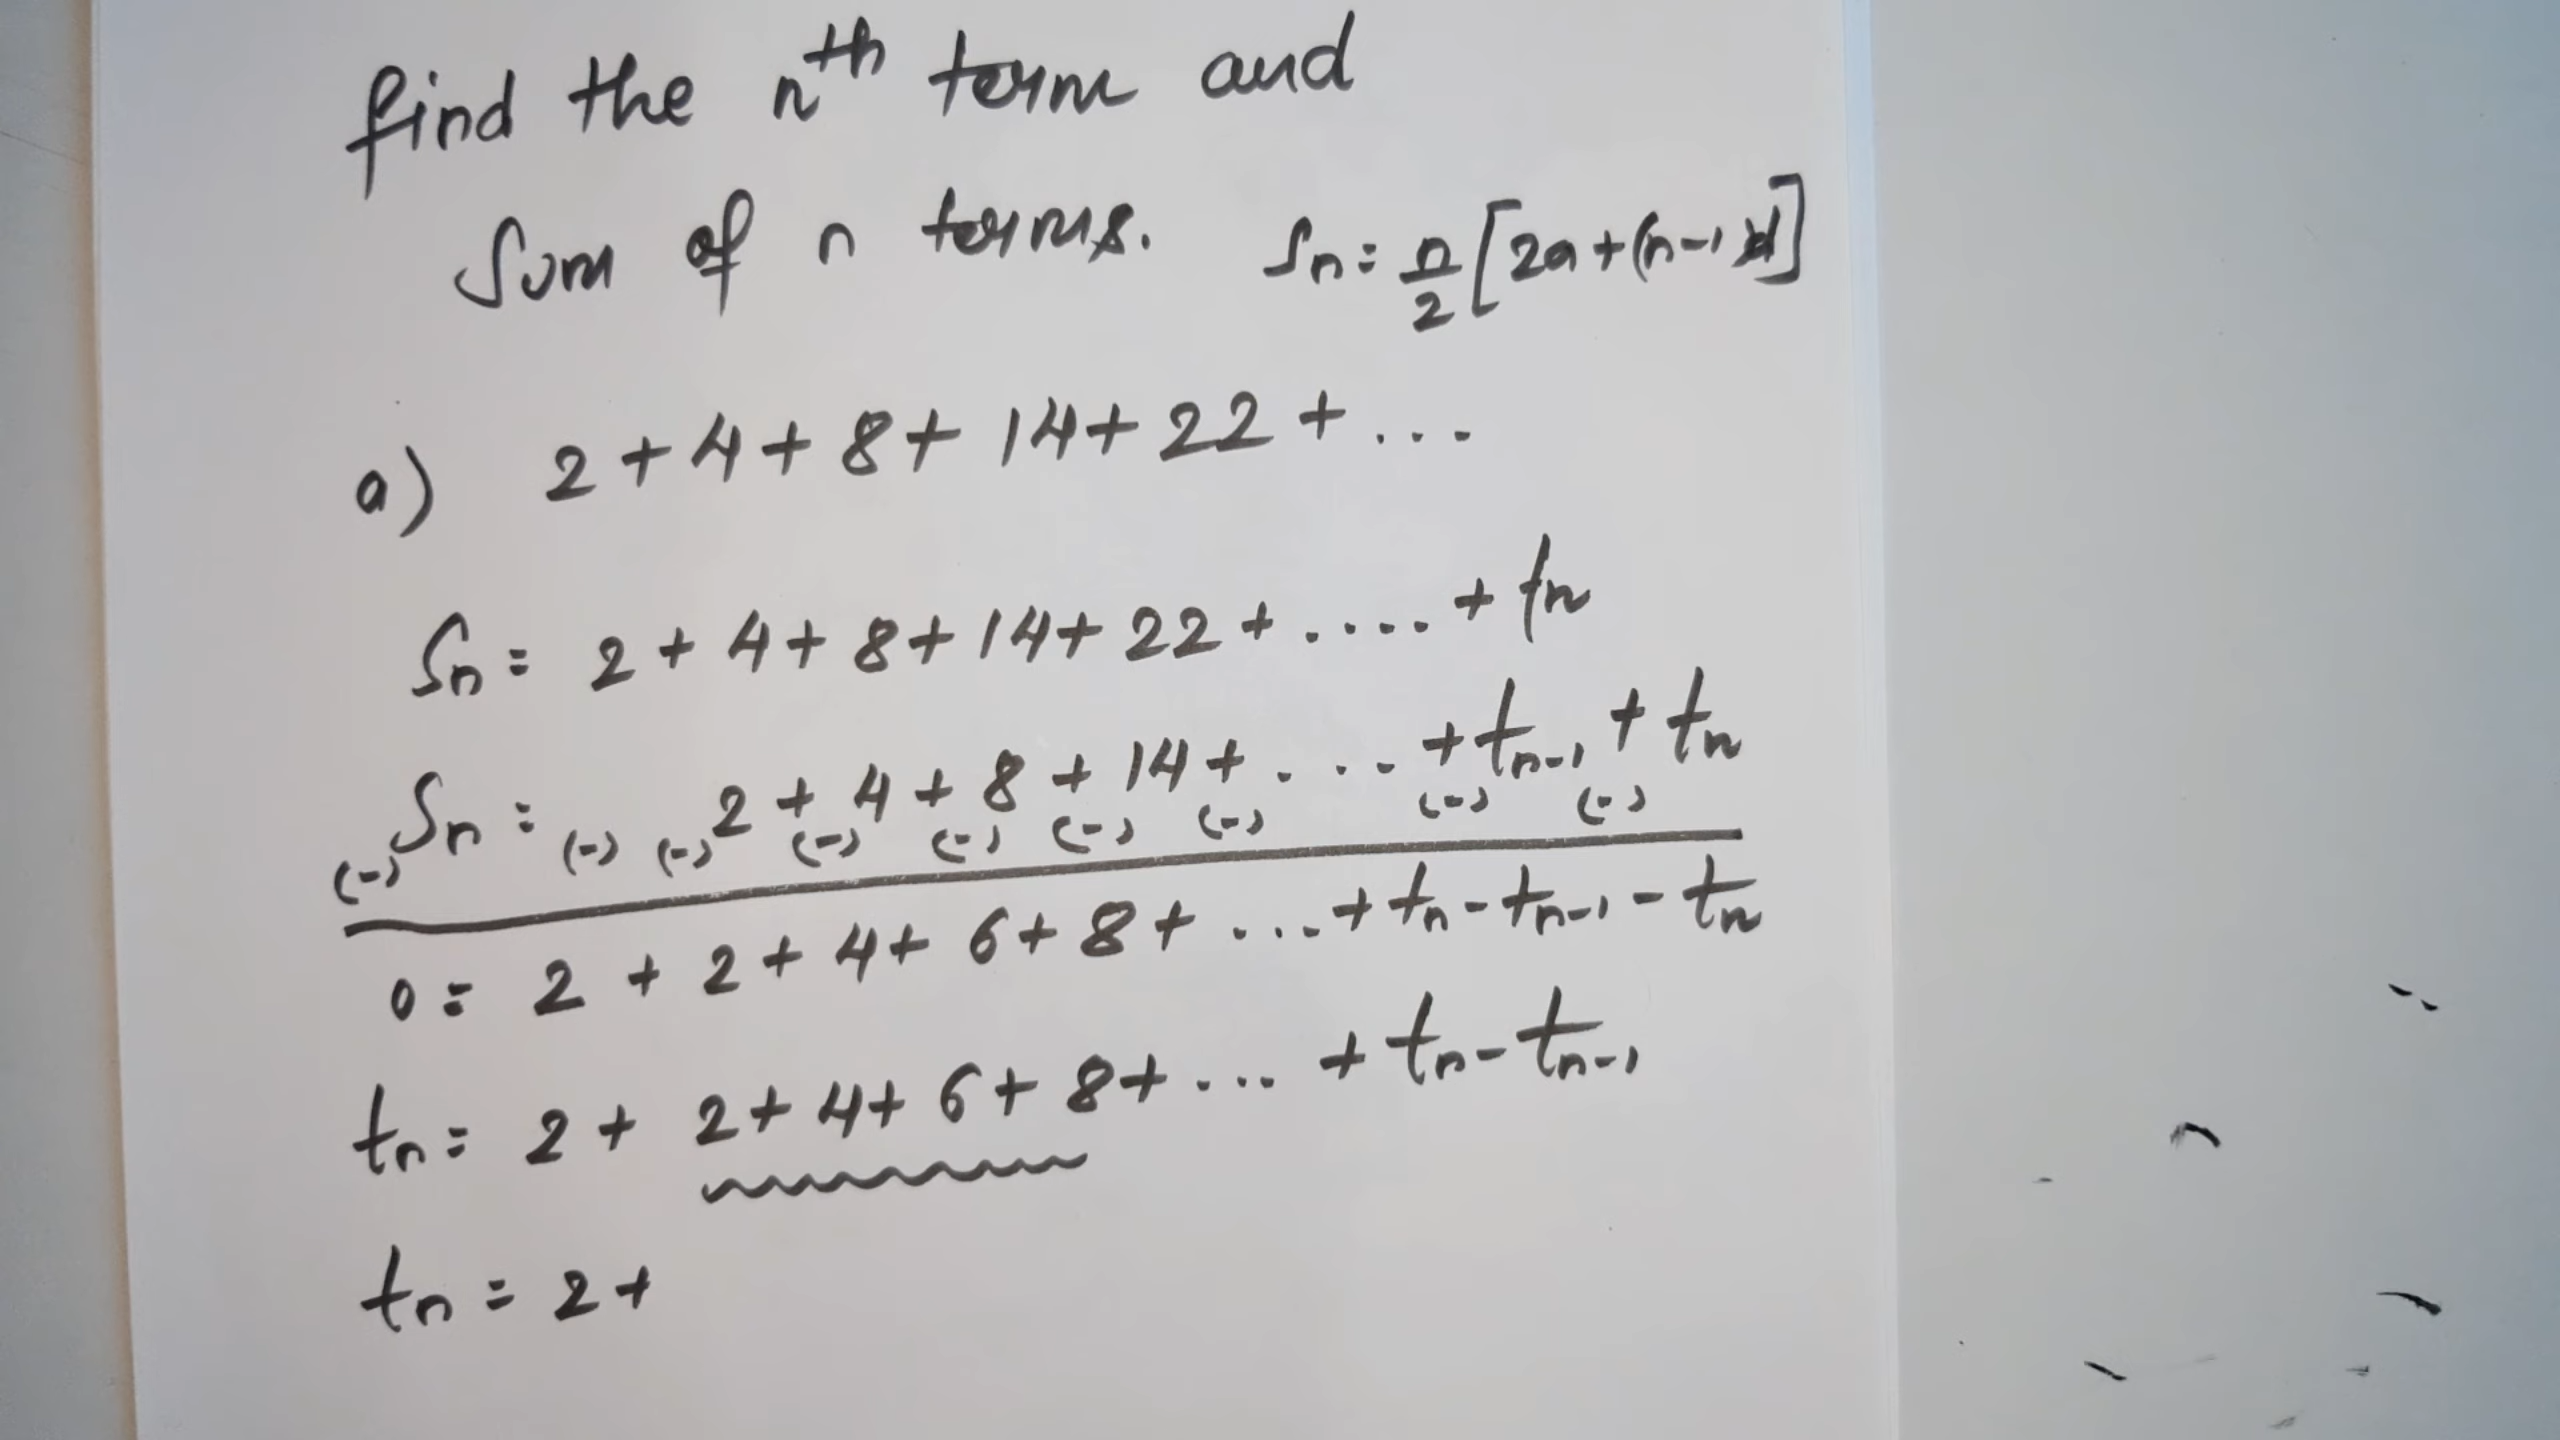 find the nth term and
Sum of n terms. Sn = n/2 [2a+(n-1)d]
a) 2 + 4 + 8 + 14 + 22 + ...
Sn = 2 + 4 + 8 + 14 + 22 + .... + tn
(-) Sn = (-) (-) 2 + (-) 4 + (-) 8 + (-) 14 + (-) ... + (-) tn-1 + (-) tn
0 = 2 + 2 + 4 + 6 + 8 + ... + tn - tn-1 - tn
tn = 2 + 2 + 4 + 6 + 8 + ... + tn - tn-1
tn = 2 +